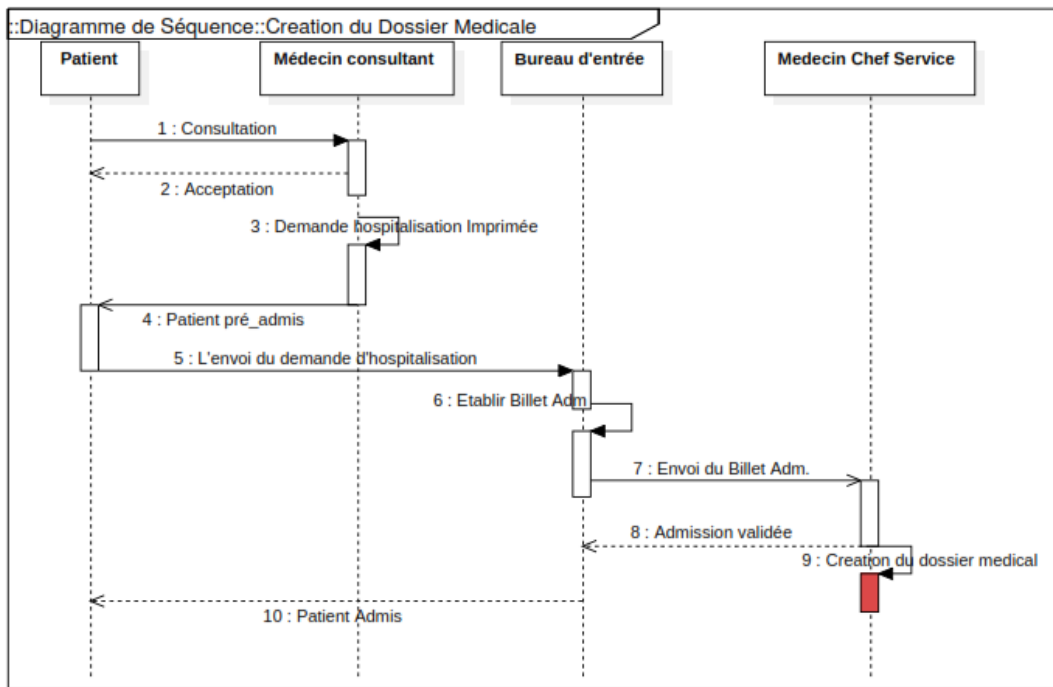 ::Diagramme de Séquence::Creation du Dossier Medicale
Patient
Médecin consultant
Bureau d'entrée
Medecin Chef Service
1 : Consultation
2 : Acceptation
3 : Demande hospitalisation Imprimée
4 : Patient pré_admis
5 : L'envoi du demande d'hospitalisation
6 : Etablir Billet Adm
7 : Envoi du Billet Adm.
8 : Admission validée
9 : Creation du dossier medical
10 : Patient Admis